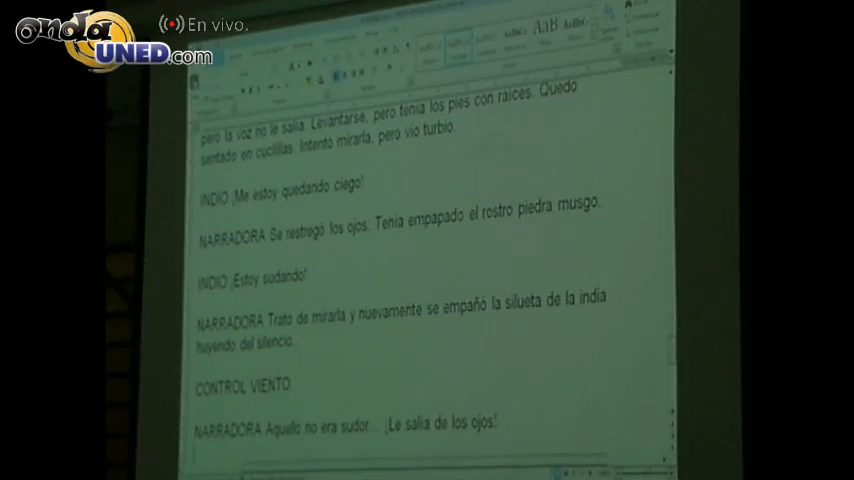 onda
UNED.com
En vivo.
pero la voz no le salía. Levantarse, pero tenía los pies con raíces. Quedó
sentado en cuclillas. Intentó mirarla, pero vio turbio.
INDIO ¡Me estoy quedando ciego!
NARRADORA Se restregó los ojos. Tenía empapado el rostro piedra musgo.
INDIO ¡Estoy sudando!
NARRADORA Trato de mirarla y nuevamente se empañó la silueta de la india
huyendo del silencio.
CONTROL VIENTO
NARRADORA Aquello no era sudor... ¡Le salía de los ojos!